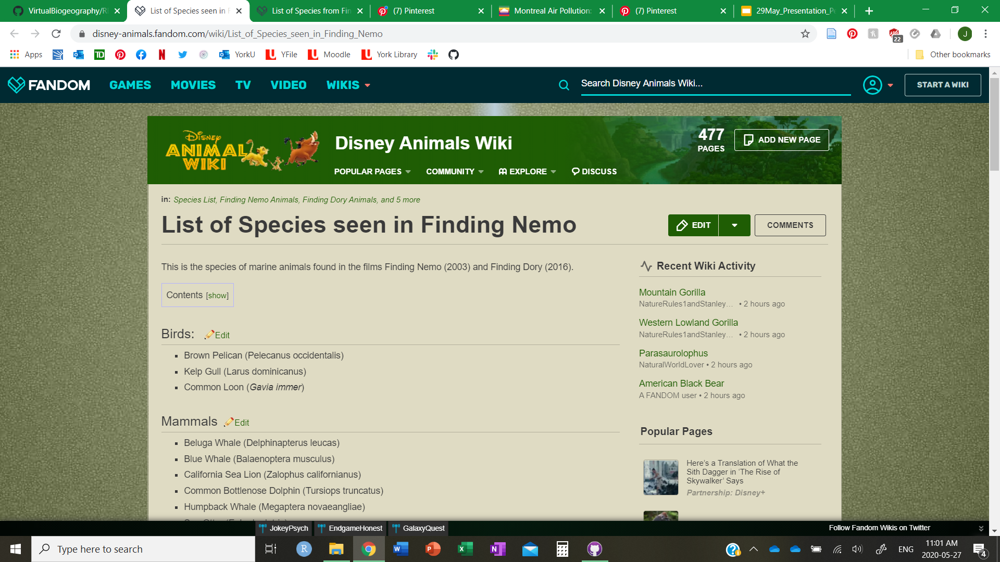 VirtualBiogeography/R
List of Species seen in F
List of Species from Fin
(7) Pinterest
Montreal Air Pollution:
(7) Pinterest
29May_Presentation_Pe
disney-animals.fandom.com/wiki/List_of_Species_seen_in_Finding_Nemo
22
J
Apps
TD
YorkU
YFile
Moodle
York Library
Other bookmarks
FANDOM
GAMES
MOVIES
TV
VIDEO
WIKIS
Search Disney Animals Wiki...
START A WIKI
Disney
ANIMAL
WIKI
Disney Animals Wiki
477
PAGES
ADD NEW PAGE
POPULAR PAGES
COMMUNITY
EXPLORE
DISCUSS
in: Species List, Finding Nemo Animals, Finding Dory Animals, and 5 more
List of Species seen in Finding Nemo
EDIT
COMMENTS
This is the species of marine animals found in the films Finding Nemo (2003) and Finding Dory (2016).
Contents [show]
Birds: Edit
Brown Pelican (Pelecanus occidentalis)
Kelp Gull (Larus dominicanus)
Common Loon (Gavia immer)
Mammals Edit
Beluga Whale (Delphinapterus leucas)
Blue Whale (Balaenoptera musculus)
California Sea Lion (Zalophus californianus)
Common Bottlenose Dolphin (Tursiops truncatus)
Humpback Whale (Megaptera novaeangliae)
Recent Wiki Activity
Mountain Gorilla
NatureRules1andStanley... • 2 hours ago
Western Lowland Gorilla
NatureRules1andStanley... • 2 hours ago
Parasaurolophus
NaturalWorldLover • 2 hours ago
American Black Bear
A FANDOM user • 2 hours ago
Popular Pages
Here's a Translation of What the
Sith Dagger in 'The Rise of
Skywalker' Says
Partnership: Disney+
JokeyPsych
EndgameHonest
GalaxyQuest
Follow Fandom Wikis on Twitter
Type here to search
ENG
11:01 AM
2020-05-27
4